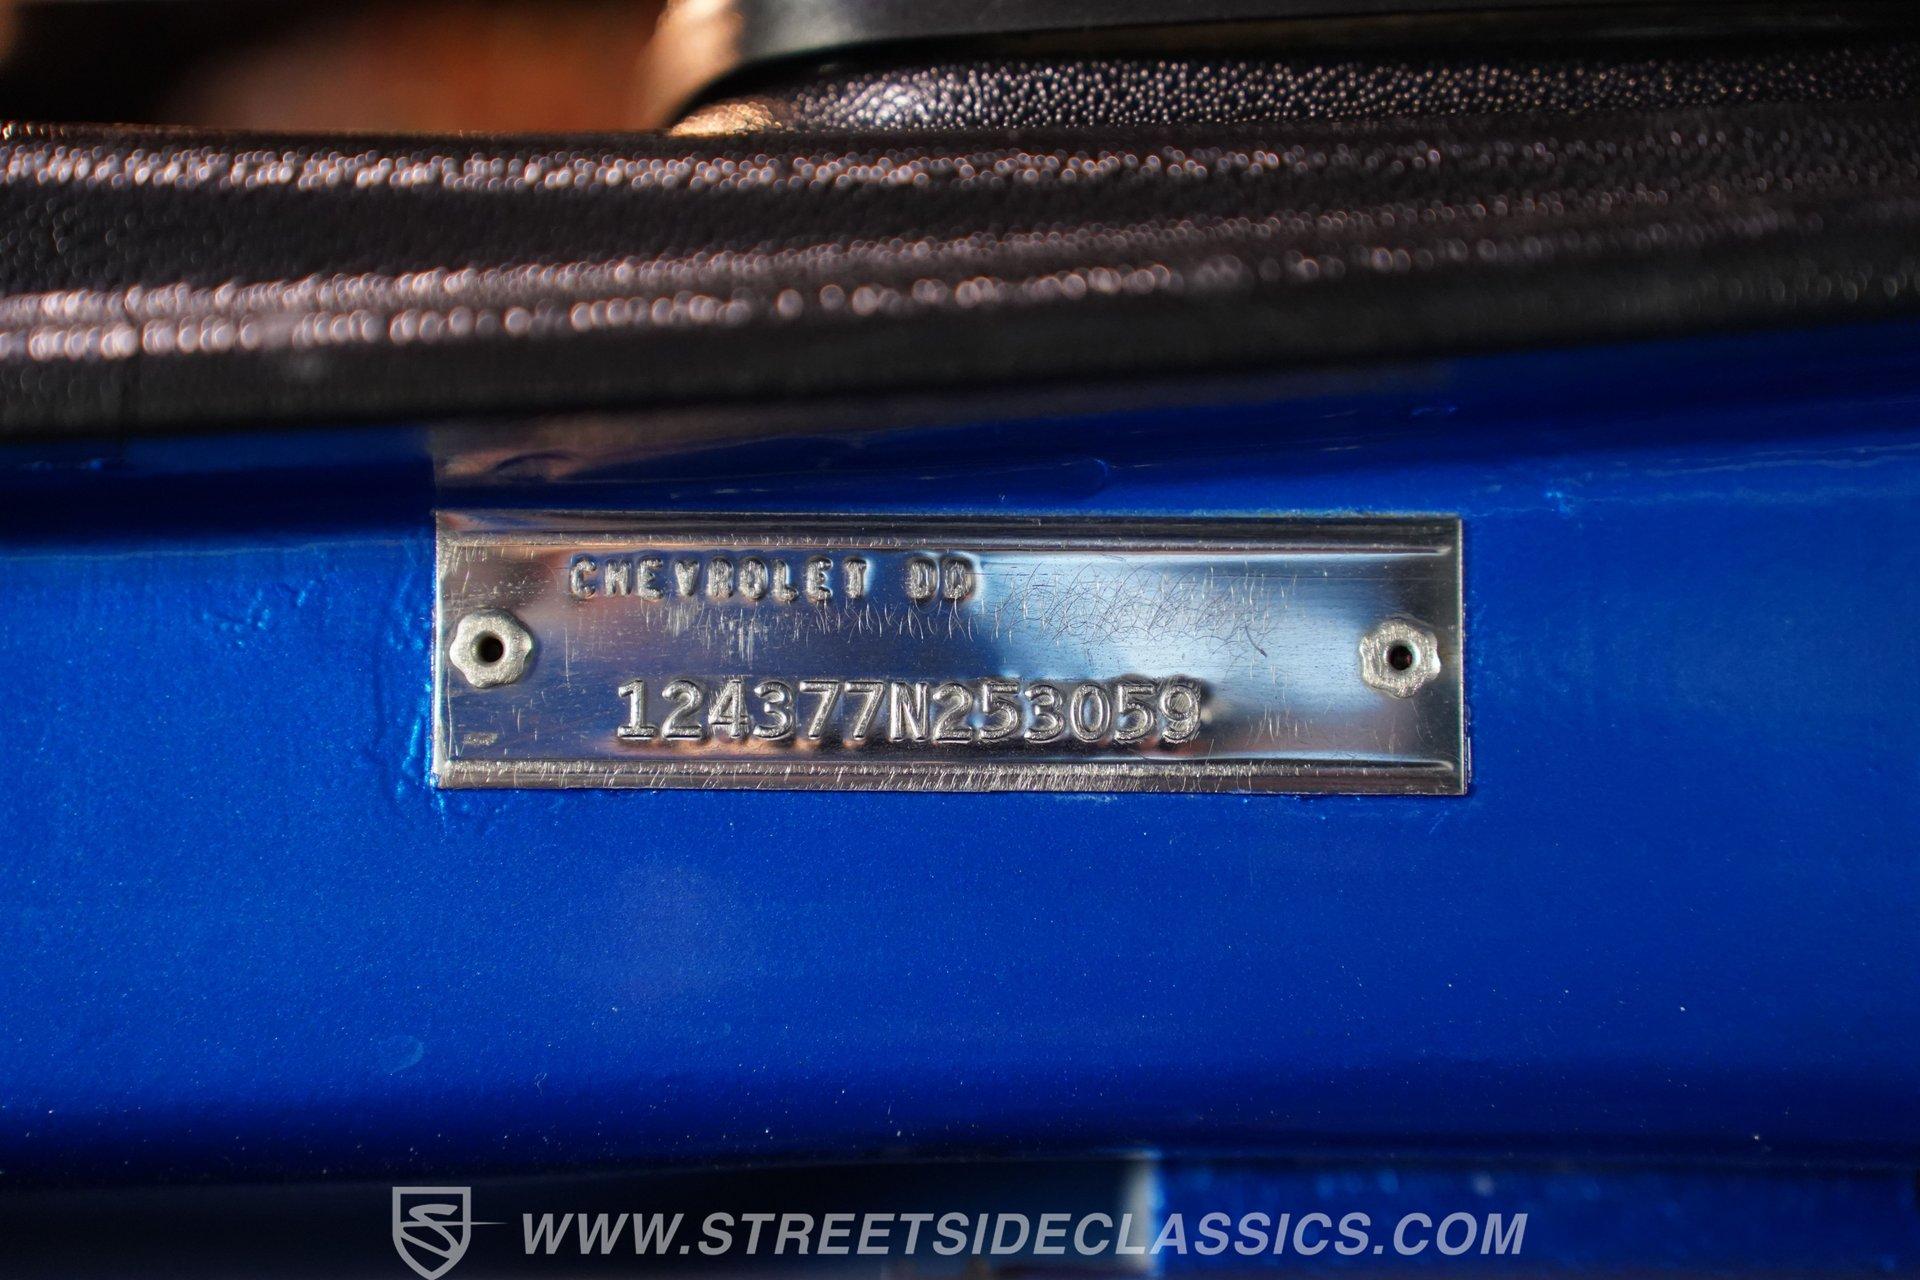 CHEVROLET DD
124377N253059
WWW.STREETSIDECLASSICS.COM